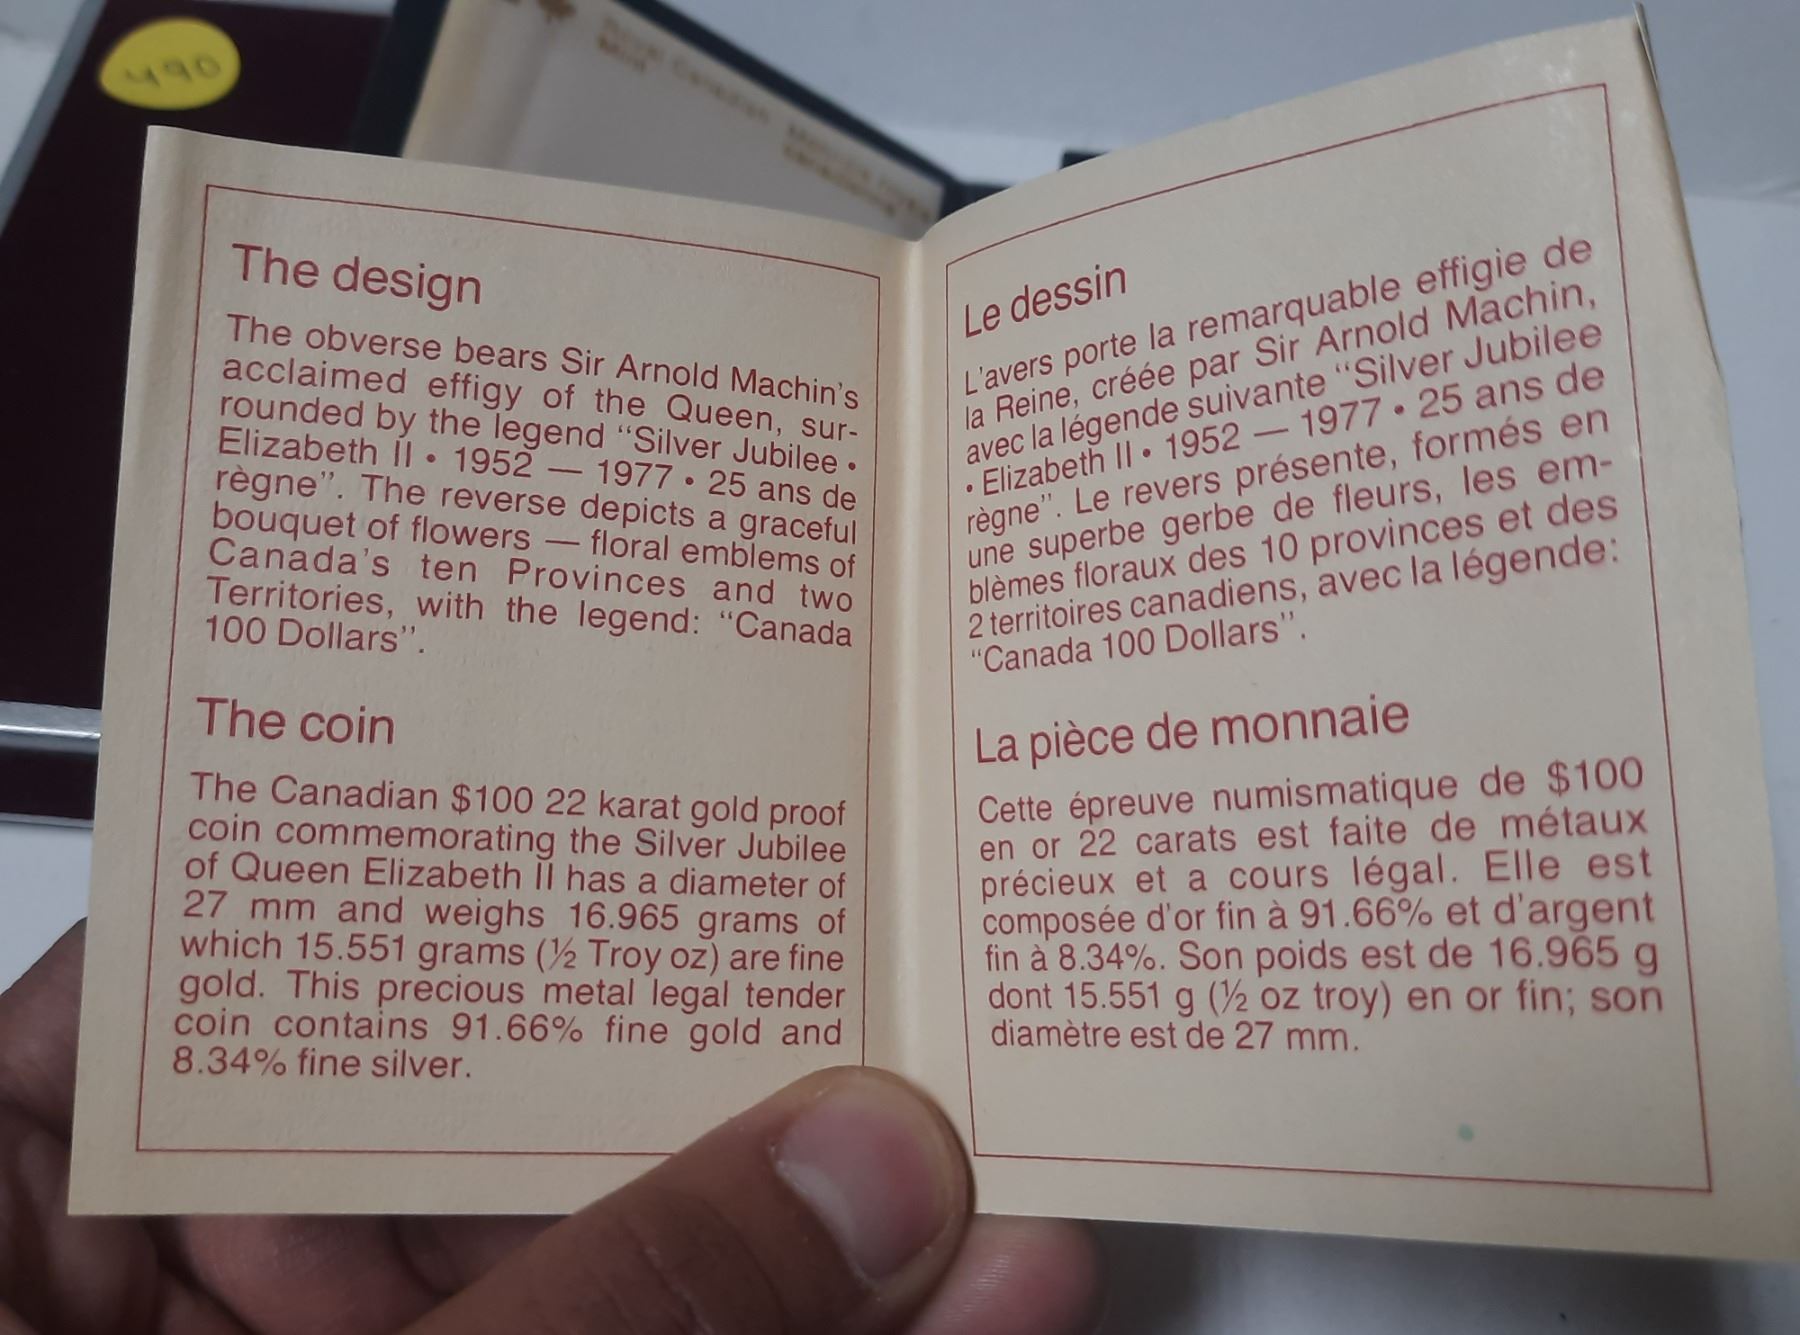 490
Royal Canadian
Mint
The design
The obverse bears Sir Arnold Machin's
acclaimed effigy of the Queen, sur-
rounded by the legend “Silver Jubilee •
Elizabeth II • 1952 — 1977 • 25 ans de
règne”. The reverse depicts a graceful
bouquet of flowers — floral emblems of
Canada's ten Provinces and two
Territories, with the legend: “Canada
100 Dollars”.
The coin
The Canadian $100 22 karat gold proof
coin commemorating the Silver Jubilee
of Queen Elizabeth II has a diameter of
27 mm and weighs 16.965 grams of
which 15.551 grams (½ Troy oz) are fine
gold. This precious metal legal tender
coin contains 91.66% fine gold and
8.34% fine silver.
Le dessin
L'avers porte la remarquable effigie de
la Reine, créée par Sir Arnold Machin,
avec la légende suivante “Silver Jubilee
• Elizabeth II • 1952 — 1977 • 25 ans de
règne”. Le revers présente, formés en
une superbe gerbe de fleurs, les em-
blèmes floraux des 10 provinces et des
2 territoires canadiens, avec la légende:
“Canada 100 Dollars”.
La pièce de monnaie
Cette épreuve numismatique de $100
en or 22 carats est faite de métaux
précieux et a cours légal. Elle est
composée d'or fin à 91.66% et d'argent
fin à 8.34%. Son poids est de 16.965 g
dont 15.551 g (½ oz troy) en or fin; son
diamètre est de 27 mm.